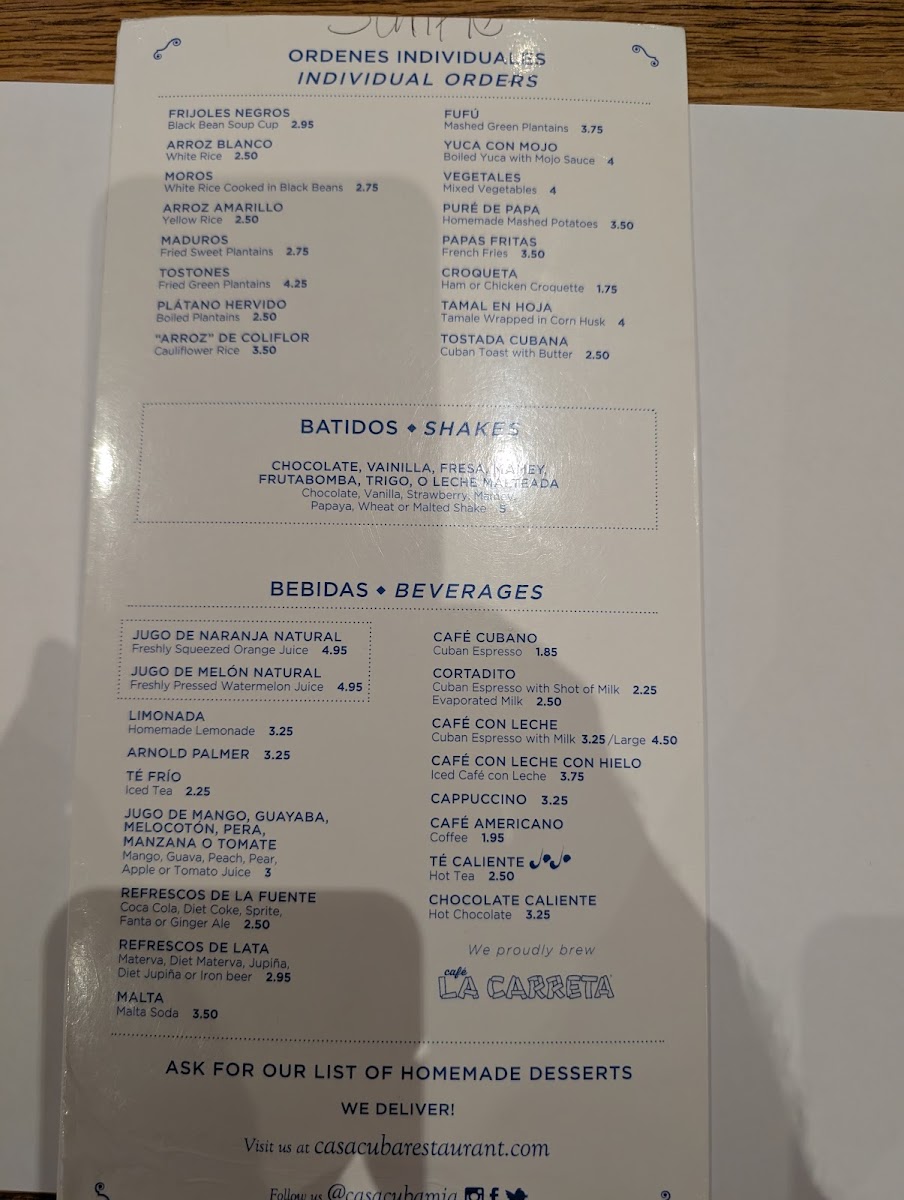 ORDENES INDIVIDUALES
INDIVIDUAL ORDERS
FRIJOLES NEGROS
Black Bean Soup Cup 2.95
ARROZ BLANCO
White Rice 2.50
MOROS
White Rice Cooked in Black Beans 2.75
ARROZ AMARILLO
Yellow Rice 2.50
MADUROS
Fried Sweet Plantains 2.75
TOSTONES
Fried Green Plantains 4.25
PLÁTANO HERVIDO
Boiled Plantains 2.50
"ARROZ" DE COLIFLOR
Cauliflower Rice 3.50
FUFÚ
Mashed Green Plantains 3.75
YUCA CON MOJO
Boiled Yuca with Mojo Sauce 4
VEGETALES
Mixed Vegetables 4
PURÉ DE PAPA
Homemade Mashed Potatoes 3.50
PAPAS FRITAS
French Fries 3.50
CROQUETA
Ham or Chicken Croquette 1.75
TAMAL EN HOJA
Tamale Wrapped in Corn Husk 4
TOSTADA CUBANA
Cuban Toast with Butter 2.50
BATIDOS ◆ SHAKES
CHOCOLATE, VAINILLA, FRESA, MAMEY,
FRUTABOMBA, TRIGO, O LECHE MALTEADA
Chocolate, Vanilla, Strawberry, Mamey,
Papaya, Wheat or Malted Shake 5
BEBIDAS ◆ BEVERAGES
JUGO DE NARANJA NATURAL
Freshly Squeezed Orange Juice 4.95
JUGO DE MELÓN NATURAL
Freshly Pressed Watermelon Juice 4.95
LIMONADA
Homemade Lemonade 3.25
ARNOLD PALMER 3.25
TÉ FRÍO
Iced Tea 2.25
JUGO DE MANGO, GUAYABA,
MELOCOTÓN, PERA,
MANZANA O TOMATE
Mango, Guava, Peach, Pear,
Apple or Tomato Juice 3
REFRESCOS DE LA FUENTE
Coca Cola, Diet Coke, Sprite,
Fanta or Ginger Ale 2.50
REFRESCOS DE LATA
Materva, Diet Materva, Jupiña,
Diet Jupiña or Iron beer 2.95
MALTA
Malta Soda 3.50
CAFÉ CUBANO
Cuban Espresso 1.85
CORTADITO
Cuban Espresso with Shot of Milk 2.25
Evaporated Milk 2.50
CAFÉ CON LECHE
Cuban Espresso with Milk 3.25 /Large 4.50
CAFÉ CON LECHE CON HIELO
Iced Café con Leche 3.75
CAPPUCCINO 3.25
CAFÉ AMERICANO
Coffee 1.95
TÉ CALIENTE JoJo
Hot Tea 2.50
CHOCOLATE CALIENTE
Hot Chocolate 3.25
We proudly brew
café
LA CARRETA
ASK FOR OUR LIST OF HOMEMADE DESSERTS
WE DELIVER!
Visit us at casacubarestaurant.com
Follow us @casacubamia